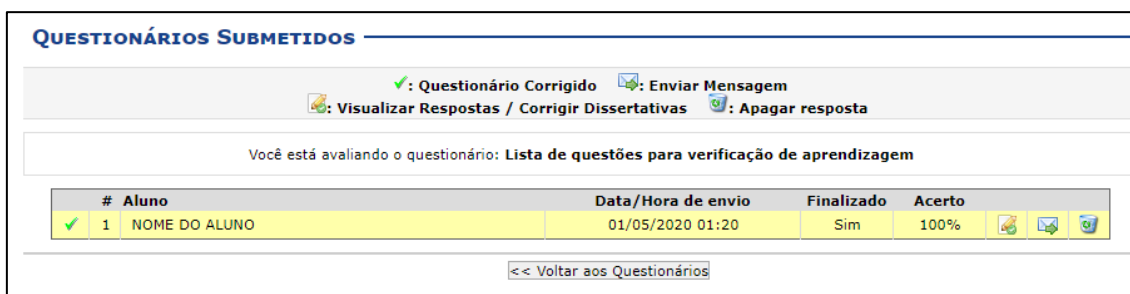 Questionários Submetidos
: Questionário Corrigido : Enviar Mensagem
: Visualizar Respostas / Corrigir Dissertativas : Apagar resposta
Você está avaliando o questionário: Lista de questões para verificação de aprendizagem
# Aluno Data/Hora de envio Finalizado Acerto
1 NOME DO ALUNO 01/05/2020 01:20 Sim 100%
<< Voltar aos Questionários